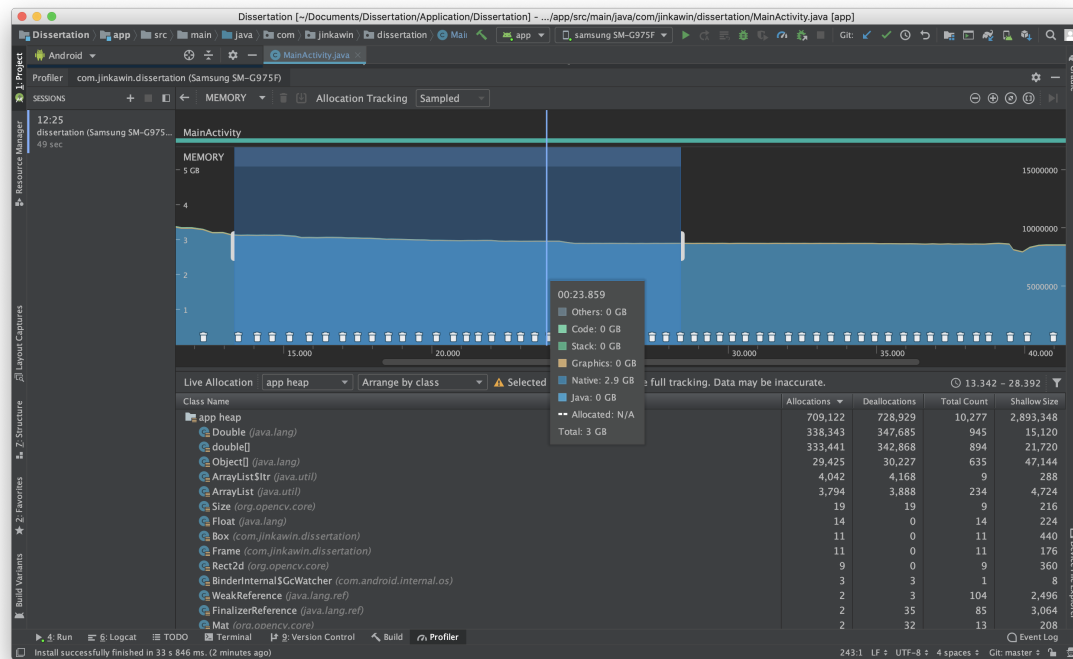 Dissertation [~/Documents/Dissertation/Application/Dissertation] - .../app/src/main/java/com/jinkawin/dissertation/MainActivity.java [app]
Dissertation app src main java com jinkawin dissertation Mai app samsung SM-G975F Git:
Android MainActivity.java
Profiler com.jinkawin.dissertation (Samsung SM-G975F)
SESSIONS MEMORY Allocation Tracking Sampled
12:25
dissertation (Samsung SM-G975...
49 sec
MainActivity
MEMORY
5 GB 15000000
4
10000000
3
2
5000000
1
15.000 20.000 30.000 35.000 40.000
00:23.859
Others: 0 GB
Code: 0 GB
Stack: 0 GB
Graphics: 0 GB
Native: 2.9 GB
Java: 0 GB
Allocated: N/A
Total: 3 GB
Live Allocation app heap Arrange by class Selected e full tracking. Data may be inaccurate. 13.342 - 28.392
Class Name Allocations Deallocations Total Count Shallow Size
app heap 709,122 728,929 10,277 2,893,348
Double (java.lang) 338,343 347,685 945 15,120
double[] 333,441 342,868 894 21,720
Object[] (java.lang) 29,425 30,227 635 47,144
ArrayList$Itr (java.util) 4,042 4,168 9 288
ArrayList (java.util) 3,794 3,888 234 4,724
Size (org.opencv.core) 19 19 9 216
Float (java.lang) 14 0 14 224
Box (com.jinkawin.dissertation) 11 0 11 440
Frame (com.jinkawin.dissertation) 11 0 11 176
Rect2d (org.opencv.core) 9 0 9 360
BinderInternal$GcWatcher (com.android.internal.os) 3 3 1 8
WeakReference (java.lang.ref) 2 3 104 2,496
FinalizerReference (java.lang.ref) 2 35 85 3,064
Mat (org.opencv.core) 2 32 13 208
1: Project
Resource Manager
Layout Captures
Z: Structure
2: Favorites
Build Variants
4: Run 6: Logcat TODO Terminal 9: Version Control Build Profiler Event Log
Install successfully finished in 33 s 846 ms. (2 minutes ago) 243:1 LF UTF-8 4 spaces Git: master